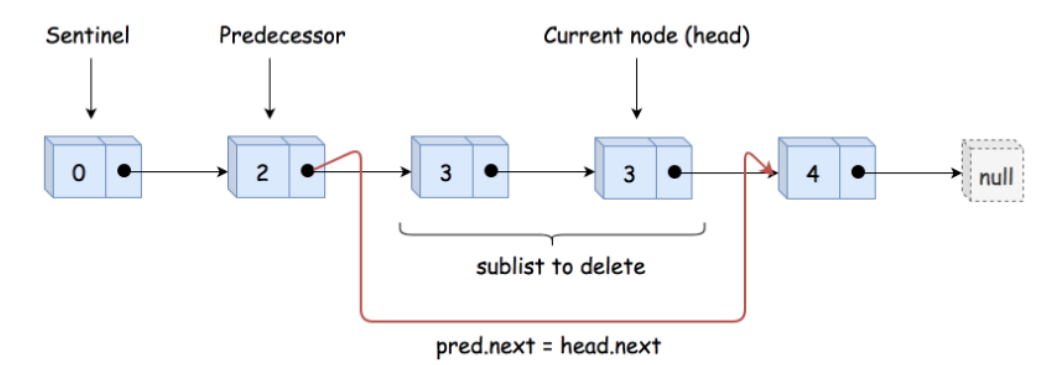 Sentinel
Predecessor
Current node (head)
0
2
3
3
4
null
sublist to delete
pred.next = head.next